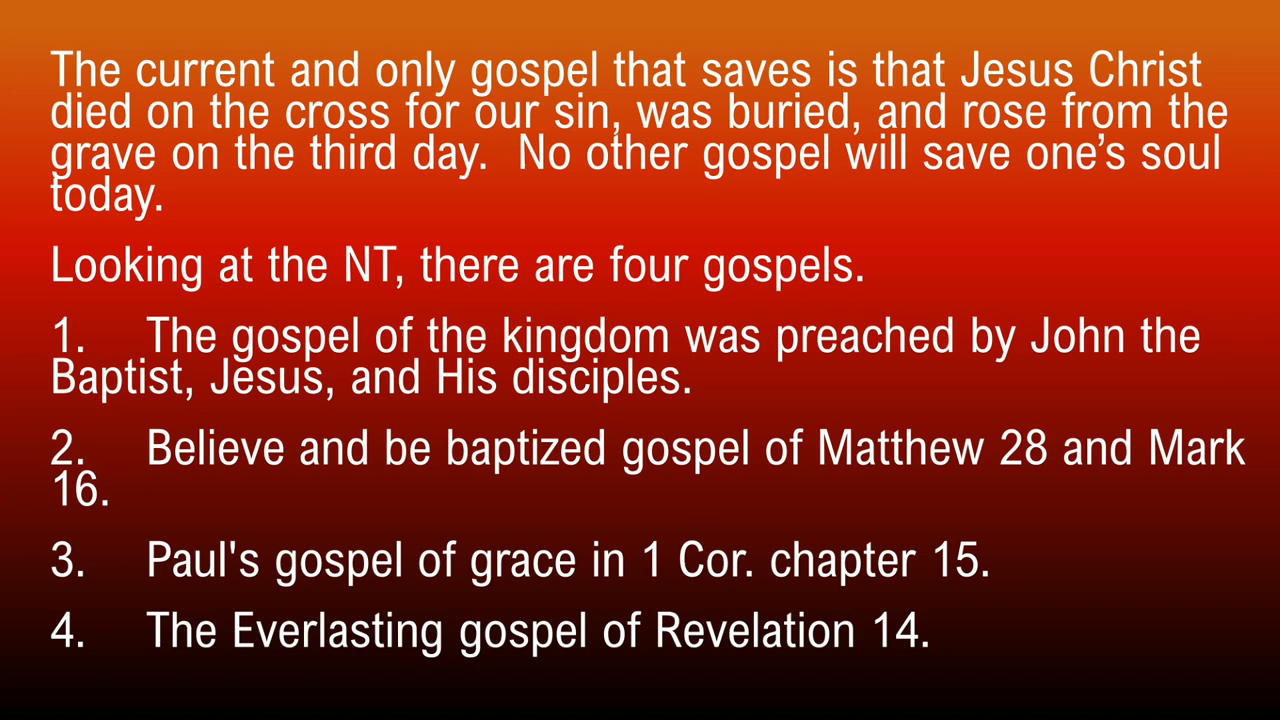 The current and only gospel that saves is that Jesus Christ
died on the cross for our sin, was buried, and rose from the
grave on the third day.  No other gospel will save one’s soul
today.
Looking at the NT, there are four gospels.
1.	The gospel of the kingdom was preached by John the
Baptist, Jesus, and His disciples.
2.	Believe and be baptized gospel of Matthew 28 and Mark
16.
3.	Paul's gospel of grace in 1 Cor. chapter 15.
4.	The Everlasting gospel of Revelation 14.